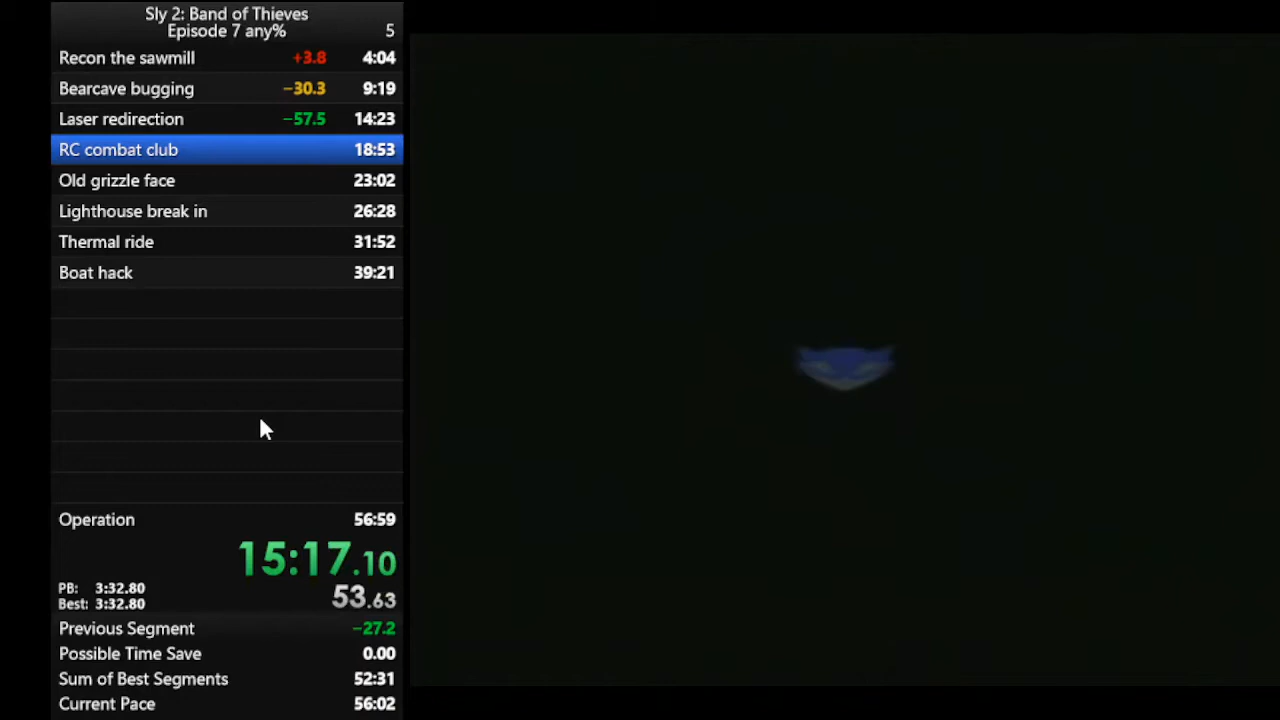 Sly 2: Band of Thieves
Episode 7 any% 5
Recon the sawmill +3.8 4:04
Bearcave bugging −30.3 9:19
Laser redirection −57.5 14:23
RC combat club 18:53
Old grizzle face 23:02
Lighthouse break in 26:28
Thermal ride 31:52
Boat hack 39:21
Operation 56:59
15:17.10
PB: 3:32.80
Best: 3:32.80
53.63
Previous Segment −27.2
Possible Time Save 0.00
Sum of Best Segments 52:31
Current Pace 56:02